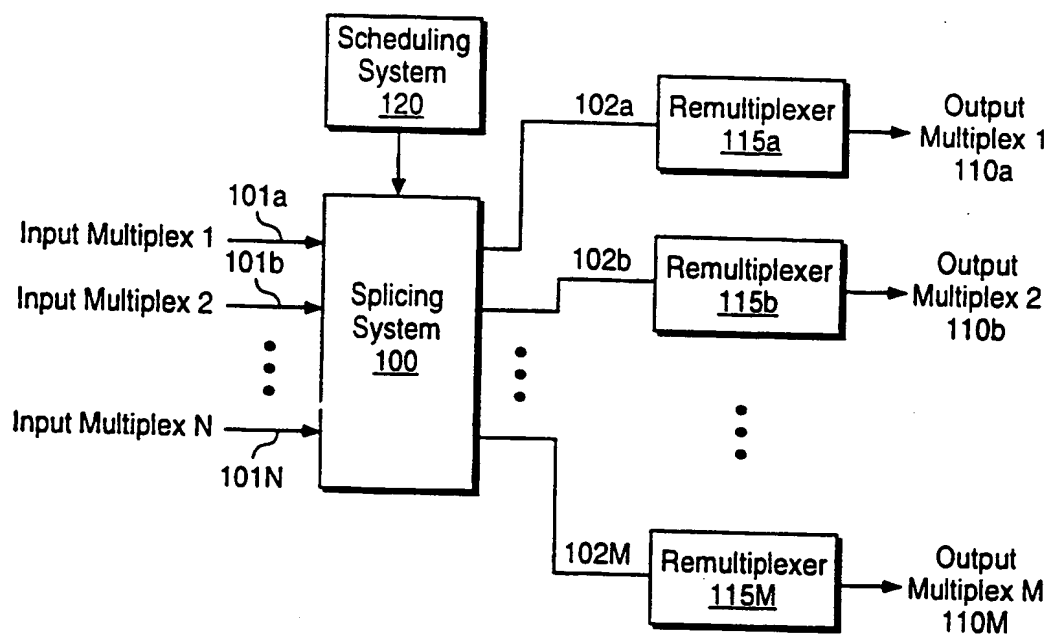 Scheduling
System
120
102a
Remultiplexer
115a
Output
Multiplex 1
110a
101a
Input Multiplex 1
101b
Input Multiplex 2
Splicing
System
100
102b
Remultiplexer
115b
Output
Multiplex 2
110b
Input Multiplex N
101N
102M
Remultiplexer
115M
Output
Multiplex M
110M